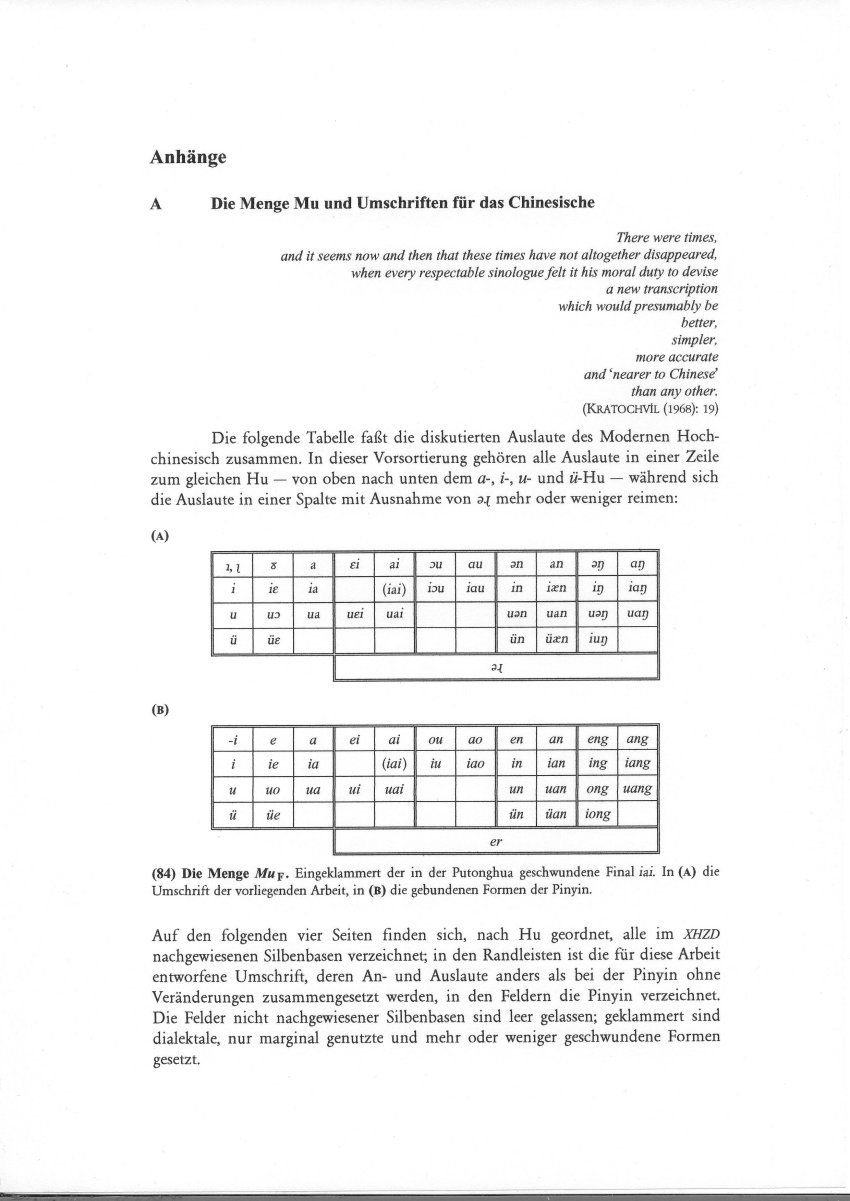 Anhänge
A Die Menge Mu und Umschriften für das Chinesische
There were times,
and it seems now and then that these times have not altogether disappeared,
when every respectable sinologue felt it his moral duty to devise
a new transcription
which would presumably be
better,
simpler,
more accurate
and ‘nearer to Chinese’
than any other.
(KRATOCHVÍL (1968): 19)
Die folgende Tabelle faßt die diskutierten Auslaute des Modernen Hoch-
chinesisch zusammen. In dieser Vorsortierung gehören alle Auslaute in einer Zeile
zum gleichen Hu — von oben nach unten dem a-, i-, u- und ü-Hu — während sich
die Auslaute in einer Spalte mit Ausnahme von əɻ mehr oder weniger reimen:
(A)
ɿ, ʅ ɤ a ɛi ai ɔu au ən an əŋ aŋ
i iɛ ia (iai) iɔu iau in iæn iŋ iaŋ
u uɔ ua uɛi uai uən uan uəŋ uaŋ
ü üe ün üæn iuŋ
əɻ
(B)
-i e a ei ai ou ao en an eng ang
i ie ia (iai) iu iao in ian ing iang
u uo ua ui uai un uan ong uang
ü üe ün üan iong
er
(84) Die Menge MuF. Eingeklammert der in der Putonghua geschwundene Final iai. In (A) die
Umschrift der vorliegenden Arbeit, in (B) die gebundenen Formen der Pinyin.
Auf den folgenden vier Seiten finden sich, nach Hu geordnet, alle im XHZD
nachgewiesenen Silbenbasen verzeichnet; in den Randleisten ist die für diese Arbeit
entworfene Umschrift, deren An- und Auslaute anders als bei der Pinyin ohne
Veränderungen zusammengesetzt werden, in den Feldern die Pinyin verzeichnet.
Die Felder nicht nachgewiesener Silbenbasen sind leer gelassen; geklammert sind
dialektale, nur marginal genutzte und mehr oder weniger geschwundene Formen
gesetzt.